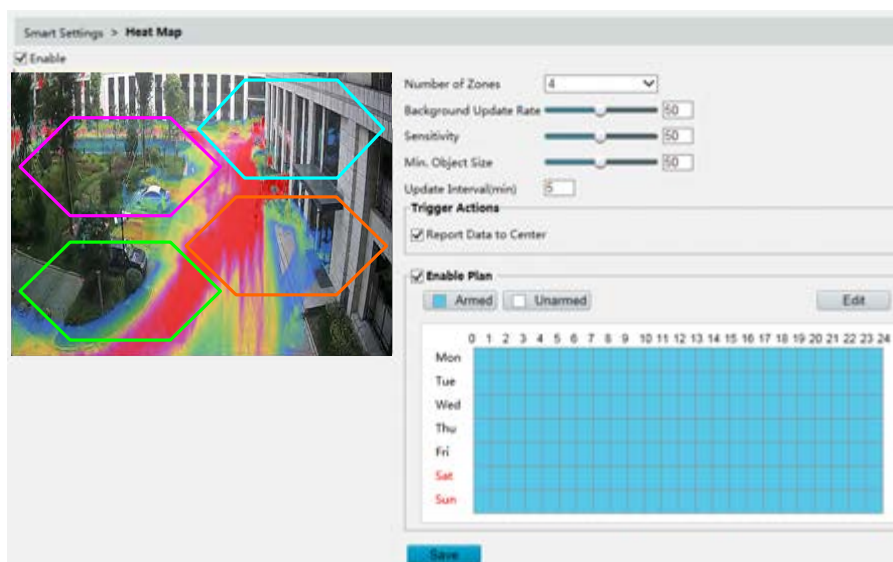 Smart Settings > Heat Map
Enable
Number of Zones 4
Background Update Rate 50
Sensitivity 50
Min. Object Size 50
Update Interval(min) 5
Trigger Actions
Report Data to Center
Enable Plan
Armed Unarmed Edit
0 1 2 3 4 5 6 7 8 9 10 11 12 13 14 15 16 17 18 19 20 21 22 23 24
Mon
Tue
Wed
Thu
Fri
Sat
Sun
Save